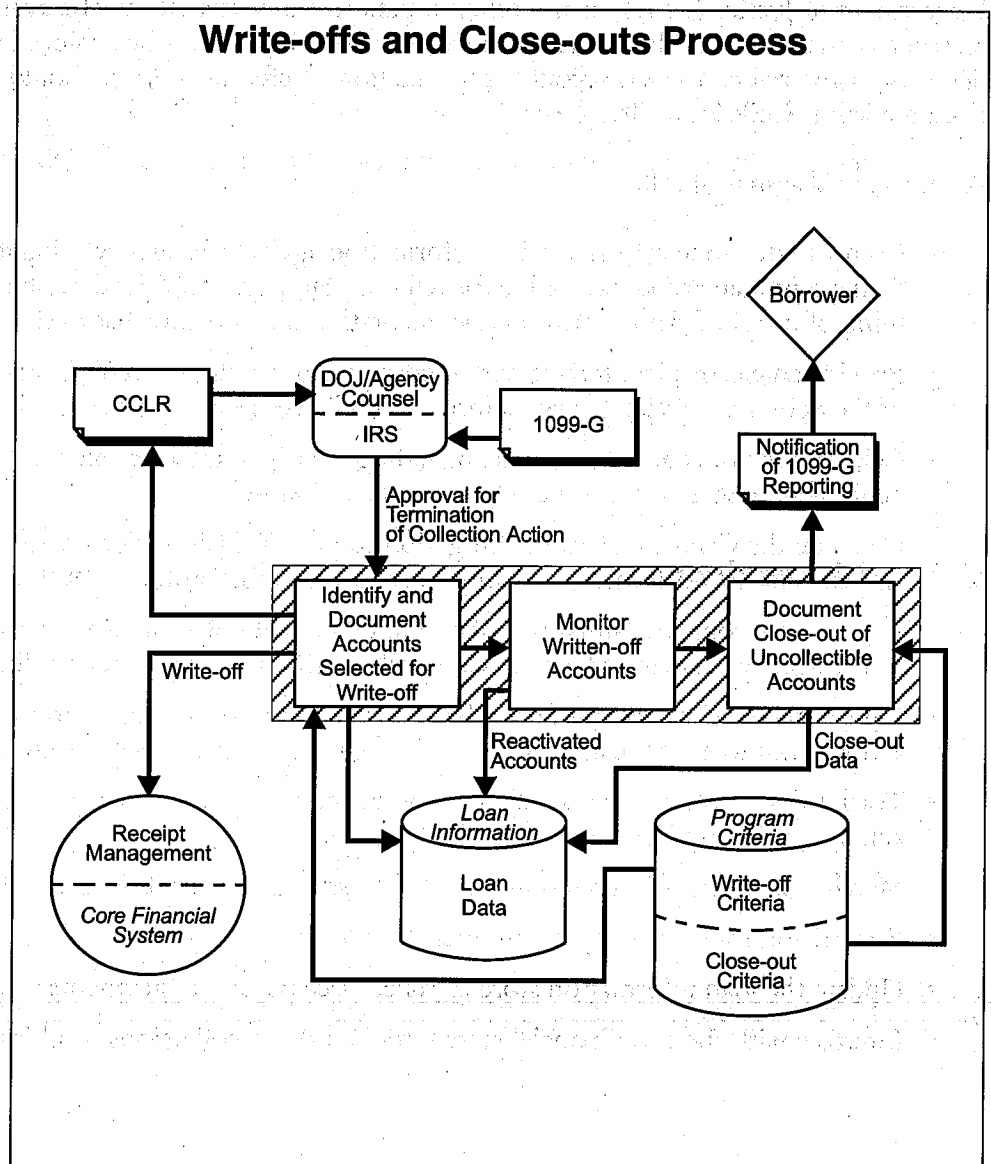 Write-offs and Close-outs Process
Borrower
CCLR
DOJ/Agency
Counsel
IRS
1099-G
Notification
of 1099-G
Reporting
Approval for
Termination
of Collection Action
Identify and
Document
Accounts
Selected for
Write-off
Monitor
Written-off
Accounts
Document
Close-out of
Uncollectible
Accounts
Write-off
Reactivated
Accounts
Close-out
Data
Receipt
Management
Core Financial
System
Loan
Information
Loan
Data
Program
Criteria
Write-off
Criteria
Close-out
Criteria